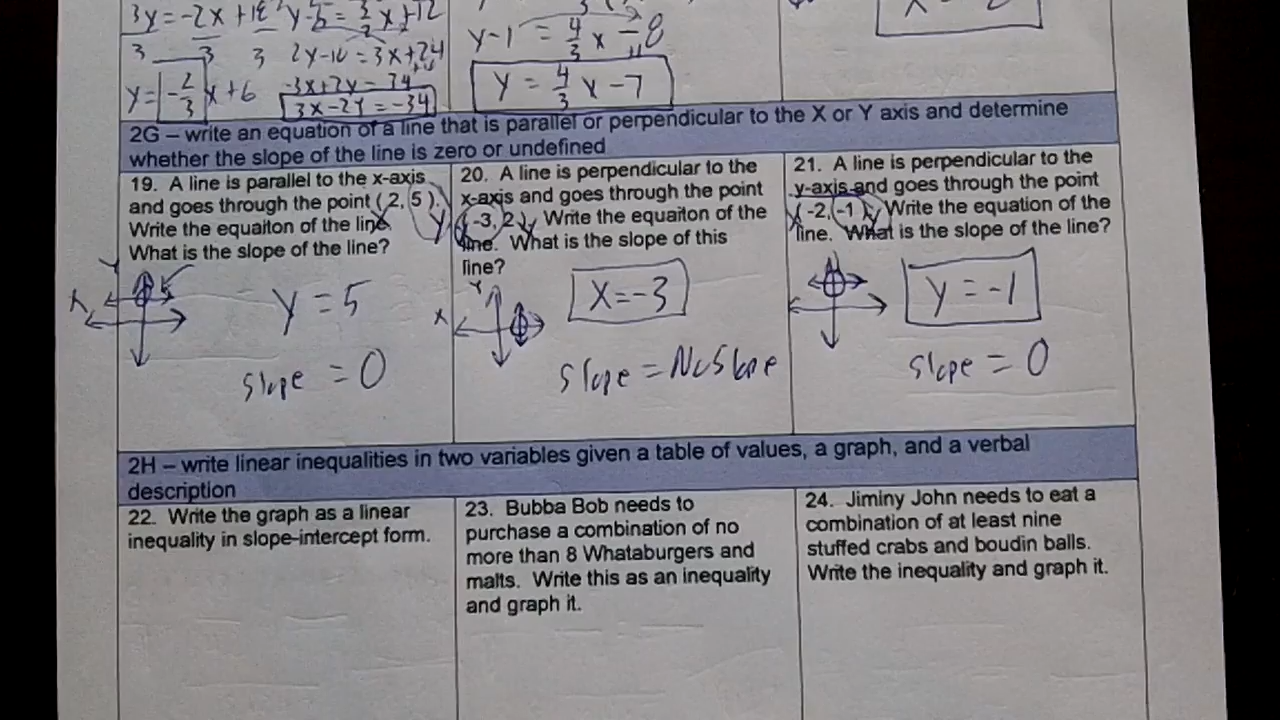 3y = -2x + 18
3 3 3
y = -2/3 x + 6
2y - 10 = 3x + 24
-3x + 2y = 34
3x - 2y = -34
y - 1 = 4/3 x - 8
y = 4/3 x - 7
2G – write an equation of a line that is parallel or perpendicular to the X or Y axis and determine
whether the slope of the line is zero or undefined
19. A line is parallel to the x-axis
and goes through the point ( 2, 5 ).
Write the equaiton of the line.
What is the slope of the line?
Y
X
y = 5
slope = 0
20. A line is perpendicular to the
x-axis and goes through the point
( -3, 2 ). Write the equaiton of the
line. What is the slope of this
line?
Y
X
X = -3
Slope = No Slope
21. A line is perpendicular to the
y-axis and goes through the point
( -2, -1 ). Write the equation of the
line. What is the slope of the line?
y = -1
slope = 0
2H – write linear inequalities in two variables given a table of values, a graph, and a verbal
description
22. Write the graph as a linear
inequality in slope-intercept form.
23. Bubba Bob needs to
purchase a combination of no
more than 8 Whataburgers and
malts. Write this as an inequality
and graph it.
24. Jiminy John needs to eat a
combination of at least nine
stuffed crabs and boudin balls.
Write the inequality and graph it.